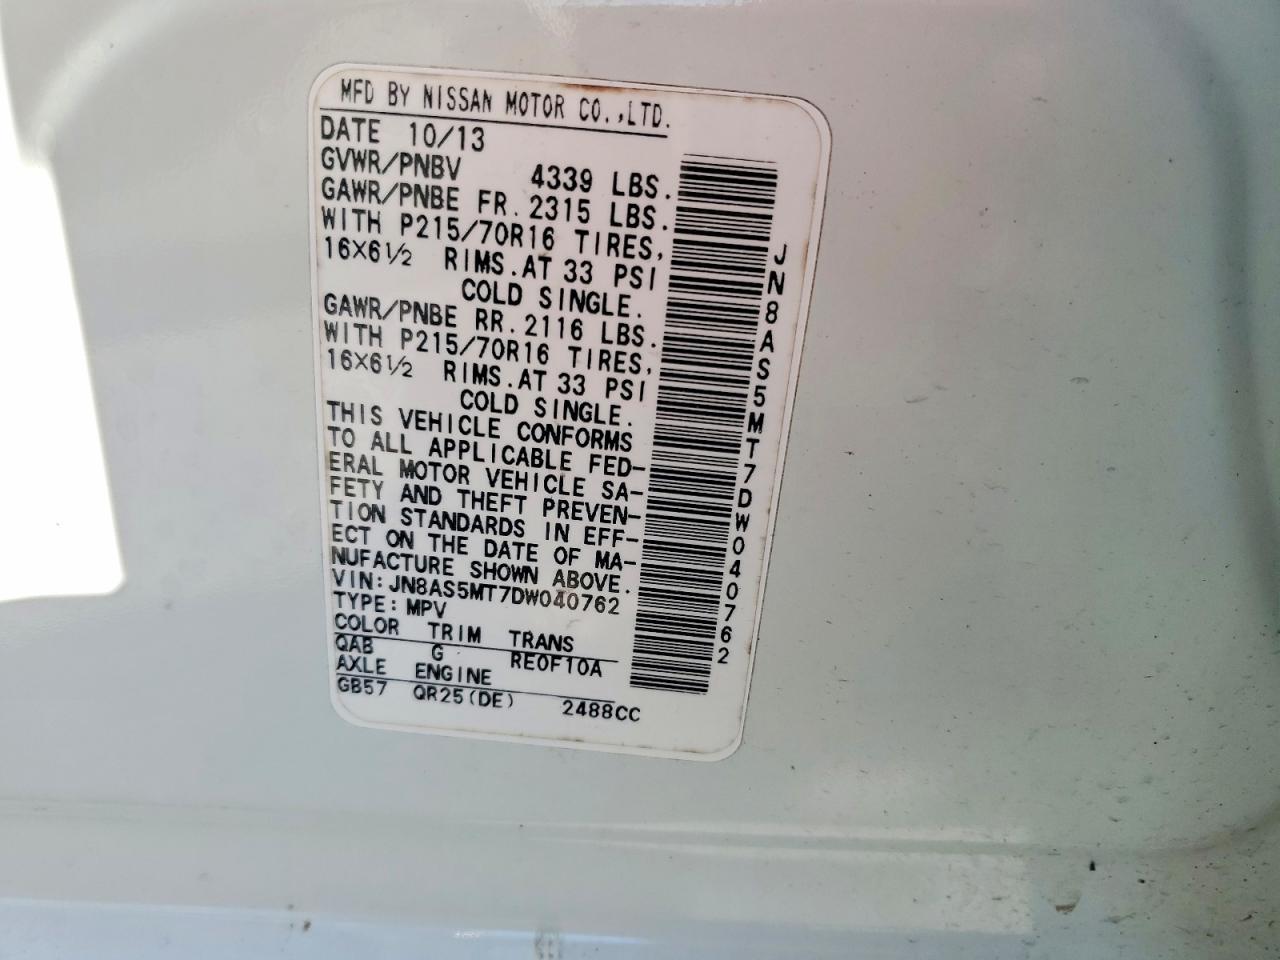 MFD BY NISSAN MOTOR CO.,LTD.
DATE 10/13
GVWR/PNBV 4339 LBS.
GAWR/PNBE FR. 2315 LBS.
WITH P215/70R16 TIRES,
16X6½ RIMS.AT 33 PSI
COLD SINGLE.
GAWR/PNBE RR. 2116 LBS.
WITH P215/70R16 TIRES,
16X6½ RIMS.AT 33 PSI
COLD SINGLE.
THIS VEHICLE CONFORMS
TO ALL APPLICABLE FED-
ERAL MOTOR VEHICLE SA-
FETY AND THEFT PREVEN-
TION STANDARDS IN EFF-
ECT ON THE DATE OF MA-
NUFACTURE SHOWN ABOVE.
VIN: JN8AS5MT7DW040762
TYPE: MPV
COLOR TRIM TRANS
QAB G RE0F10A
AXLE ENGINE
GB57 QR25(DE) 2488CC
JN8AS5MT7DW040762